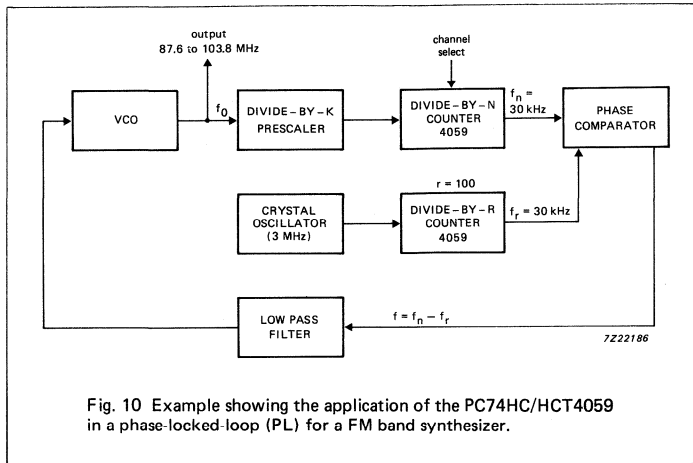 output
87.6 to 103.8 MHz
channel
select
VCO
f0
DIVIDE-BY-K
PRESCALER
DIVIDE-BY-N
COUNTER
4059
fn =
30 kHz
PHASE
COMPARATOR
CRYSTAL
OSCILLATOR
(3 MHz)
r = 100
DIVIDE-BY-R
COUNTER
4059
fr = 30 kHz
LOW PASS
FILTER
f = fn - fr
7Z22186
Fig. 10 Example showing the application of the PC74HC/HCT4059
in a phase-locked-loop (PL) for a FM band synthesizer.